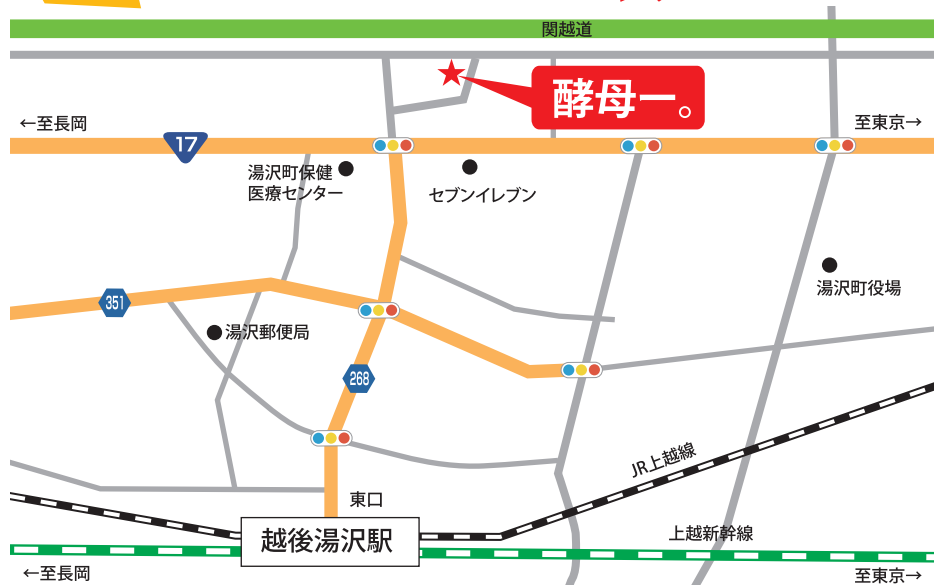 関越道
酵母一。
←至長岡
至東京→
17
湯沢町保健
医療センター
セブンイレブン
湯沢町役場
351
湯沢郵便局
268
JR上越線
東口
上越新幹線
越後湯沢駅
←至長岡
至東京→